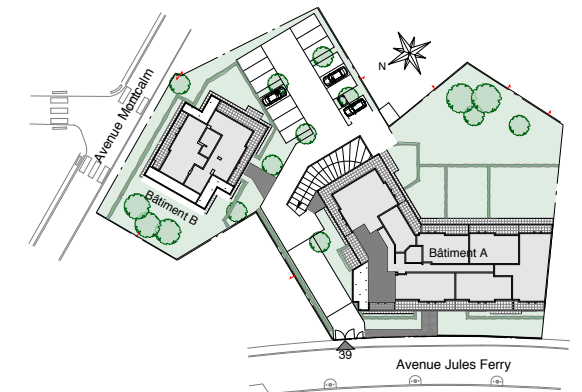 Avenue Montcalm
N
Bâtiment B
Bâtiment A
39
Avenue Jules Ferry